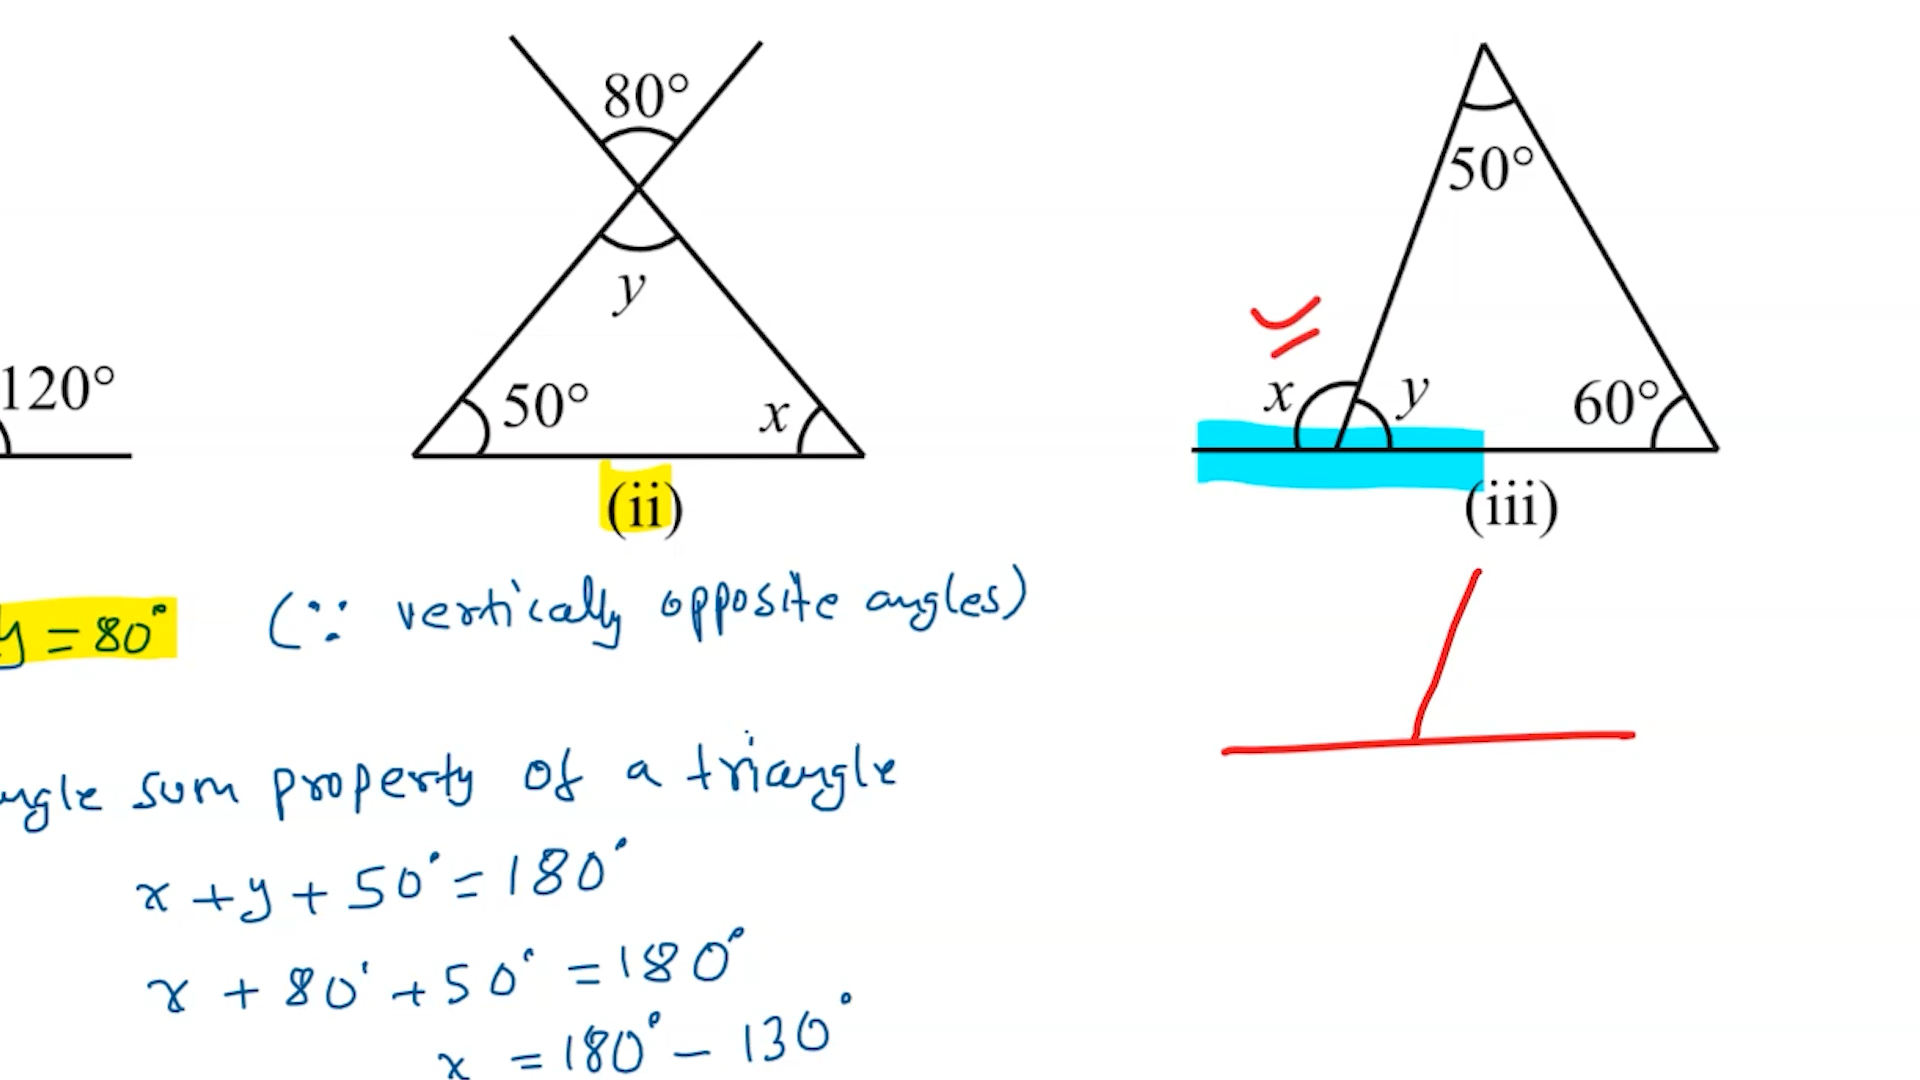 80°
50°
y
120°
50°
x
x
y
60°
(ii)
(iii)
y = 80° (∵ vertically opposite angles)
sum property of a triangle
x + y + 50° = 180°
x + 80° + 50° = 180°
x = 180° - 130°